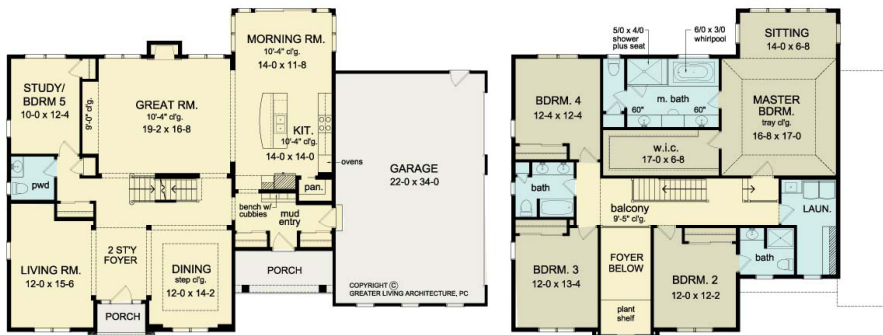 MORNING RM.
10'-4" cl'g.
14-0 x 11-8
STUDY/
BDRM 5
10-0 x 12-4
9'-0" cl'g.
GREAT RM.
10'-4" cl'g.
19-2 x 16-8
KIT.
10'-4" cl'g.
14-0 x 14-0
ovens
GARAGE
22-0 x 34-0
pwd
pan.
bench w/
cubbies
mud
entry
LIVING RM.
12-0 x 15-6
2 ST'Y
FOYER
DINING
step cl'g.
12-0 x 14-2
PORCH
PORCH
COPYRIGHT ©
GREATER LIVING ARCHITECTURE, PC
5/0 x 4/0
shower
plus seat
6/0 x 3/0
whirlpool
SITTING
14-0 x 6-8
BDRM. 4
12-4 x 12-4
m. bath
60"
60"
MASTER
BDRM.
tray cl'g.
16-8 x 17-0
w.i.c.
17-0 x 6-8
bath
balcony
9'-5" cl'g.
LAUN.
BDRM. 3
12-0 x 13-4
FOYER
BELOW
BDRM. 2
12-0 x 12-2
bath
plant
shelf